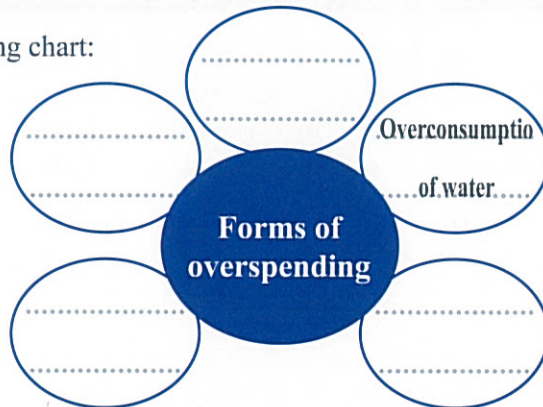 ng chart:
Overconsumptio
of water
Forms of
overspending